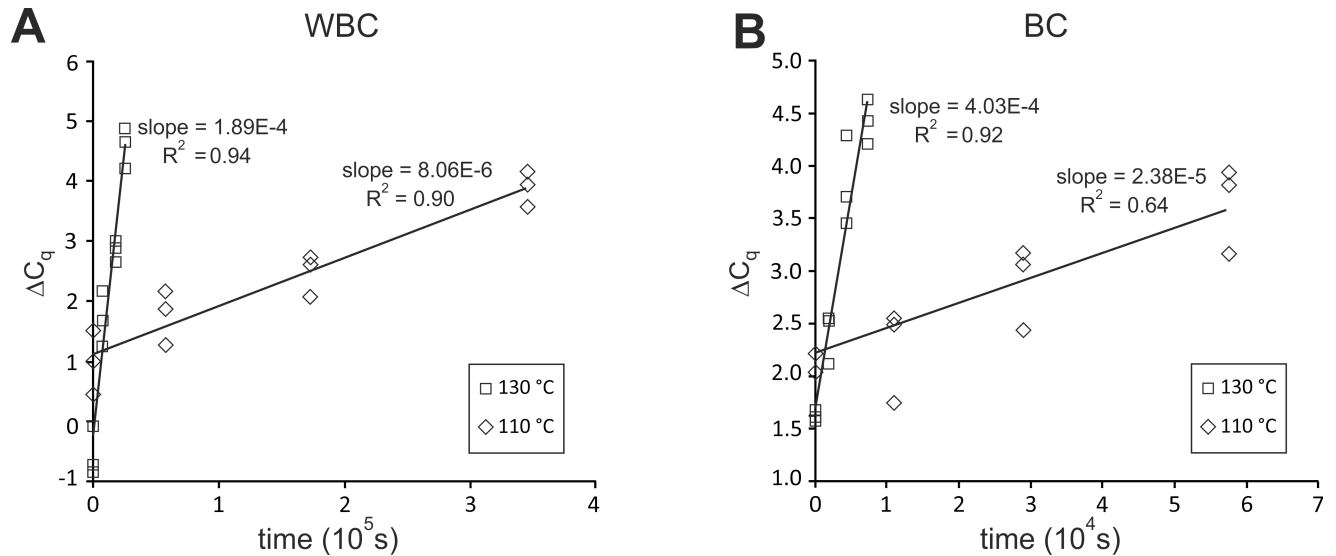 A
WBC
6
5
4
3
2
1
0
-1
ΔCq
slope = 1.89E-4
R² = 0.94
slope = 8.06E-6
R² = 0.90
130 °C
110 °C
0 1 2 3 4
time (10⁵s)
B
BC
5.0
4.5
4.0
3.5
3.0
2.5
2.0
1.5
1.0
ΔCq
slope = 4.03E-4
R² = 0.92
slope = 2.38E-5
R² = 0.64
130 °C
110 °C
0 1 2 3 4 5 6 7
time (10⁴s)